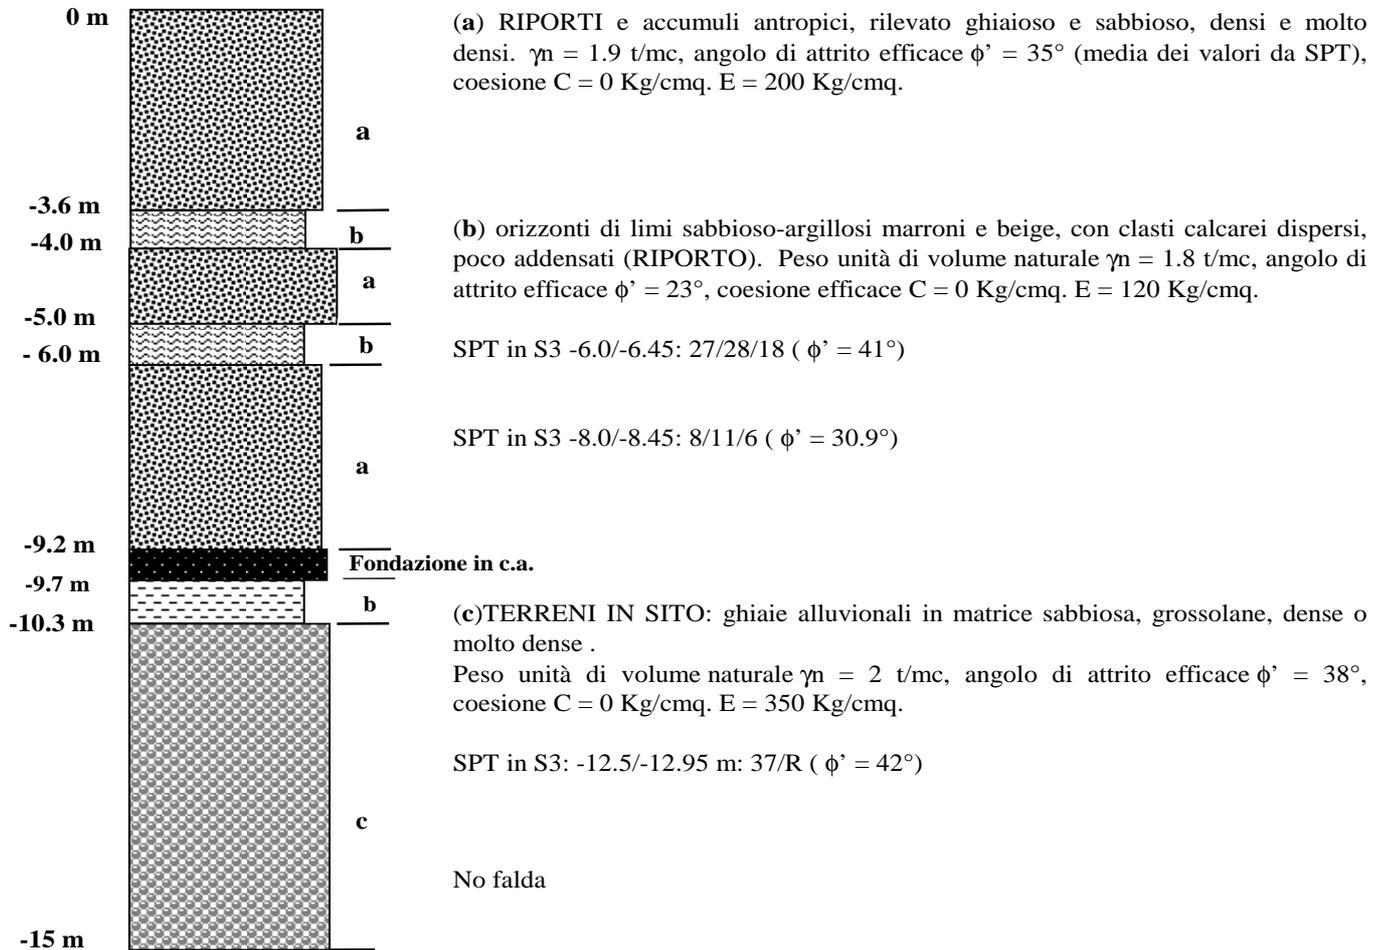 0 m
(a) RIPORTI e accumuli antropici, rilevato ghiaioso e sabbioso, densi e molto
densi. γn = 1.9 t/mc, angolo di attrito efficace ϕ’ = 35° (media dei valori da SPT),
coesione C = 0 Kg/cmq. E = 200 Kg/cmq.
a
-3.6 m
(b) orizzonti di limi sabbioso-argillosi marroni e beige, con clasti calcarei dispersi,
b
-4.0 m
poco addensati (RIPORTO). Peso unità di volume naturale γn = 1.8 t/mc, angolo di
a
attrito efficace ϕ’ = 23°, coesione efficace C = 0 Kg/cmq. E = 120 Kg/cmq.
-5.0 m
b
- 6.0 m
SPT in S3 -6.0/-6.45: 27/28/18 ( ϕ’ = 41°)
SPT in S3 -8.0/-8.45: 8/11/6 ( ϕ’ = 30.9°)
a
-9.2 m
Fondazione in c.a.
-9.7 m
b
-10.3 m
(c)TERRENI IN SITO: ghiaie alluvionali in matrice sabbiosa, grossolane, dense o
molto dense .
Peso unità di volume naturale γn = 2 t/mc, angolo di attrito efficace ϕ’ = 38°,
coesione C = 0 Kg/cmq. E = 350 Kg/cmq.
SPT in S3: -12.5/-12.95 m: 37/R ( ϕ’ = 42°)
c
No falda
-15 m